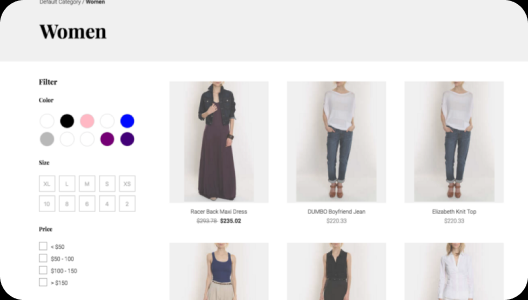 Default Category / Women
Women
Filter
Color
Size
XL L M S XS
10 8 6 4 2
Price
< $50
$50 - 100
$100 - 150
> $150
Racer Back Maxi Dress
$293.78 $235.02
DUMBO Boyfriend Jean
$220.33
Elizabeth Knit Top
$220.33